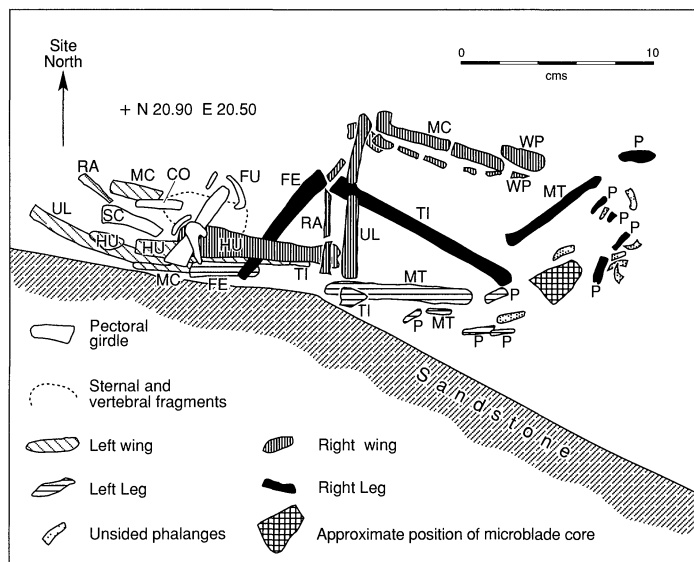 Site
North
0 10
cms
+ N 20.90 E 20.50
MC
WP
P
RA
MC
CO
FU
FE
WP
MT
P
UL
SC
RA
UL
TI
P
P
HU
HU
HU
TI
MT
P
P
MC
FE
TI
P
MT
P
P
Pectoral
girdle
Sandstone
Sternal and
vertebral fragments
Left wing
Right wing
Left Leg
Right Leg
Unsided phalanges
Approximate position of microblade core